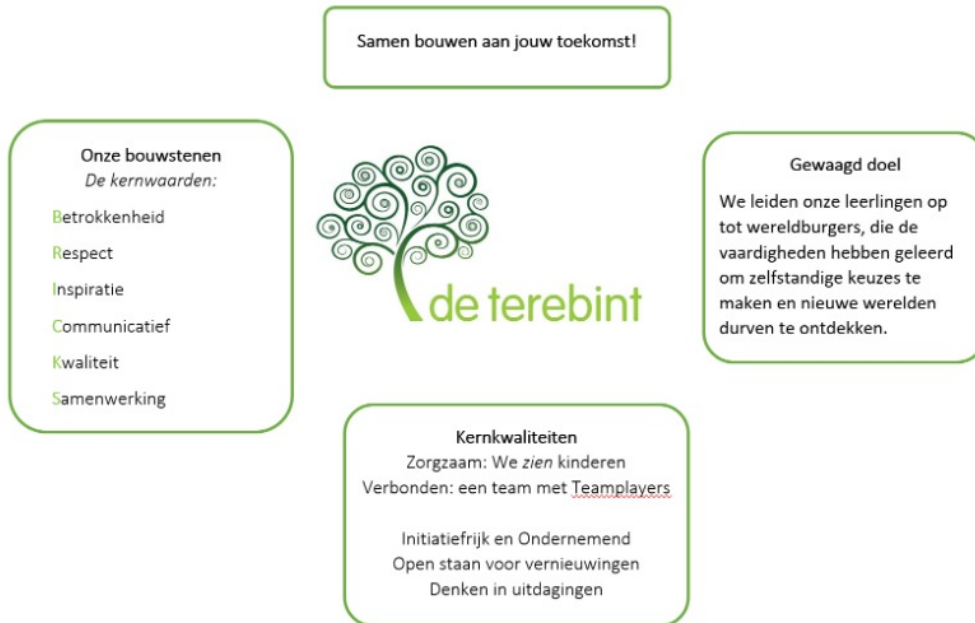 Samen bouwen aan jouw toekomst!
Onze bouwstenen
De kernwaarden:
Betrokkenheid
Respect
Inspiratie
Communicatief
Kwaliteit
Samenwerking
de terebint
Gewaagd doel
We leiden onze leerlingen op
tot wereldburgers, die de
vaardigheden hebben geleerd
om zelfstandige keuzes te
maken en nieuwe werelden
durven te ontdekken.
Kernkwaliteiten
Zorgzaam: We zien kinderen
Verbonden: een team met Teamplayers
Initiatiefrijk en Ondernemend
Open staan voor vernieuwingen
Denken in uitdagingen